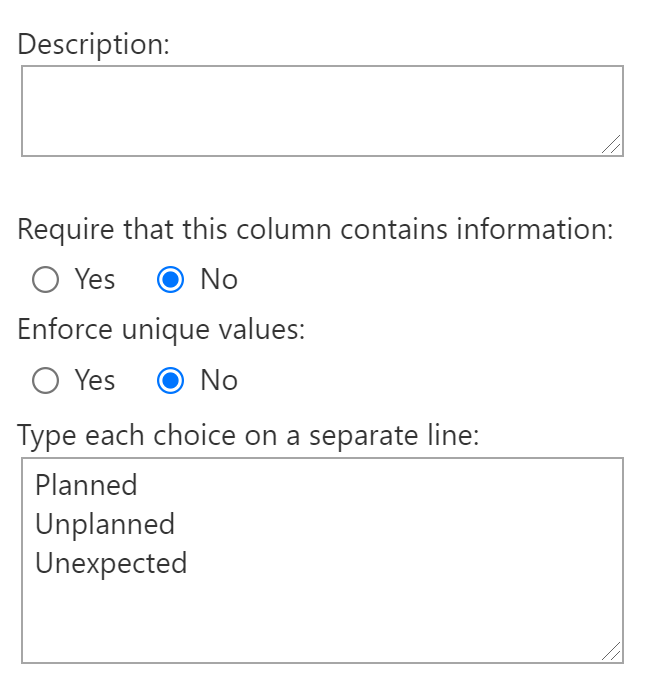 Description:
Require that this column contains information:
Yes No
Enforce unique values:
Yes No
Type each choice on a separate line:
Planned
Unplanned
Unexpected